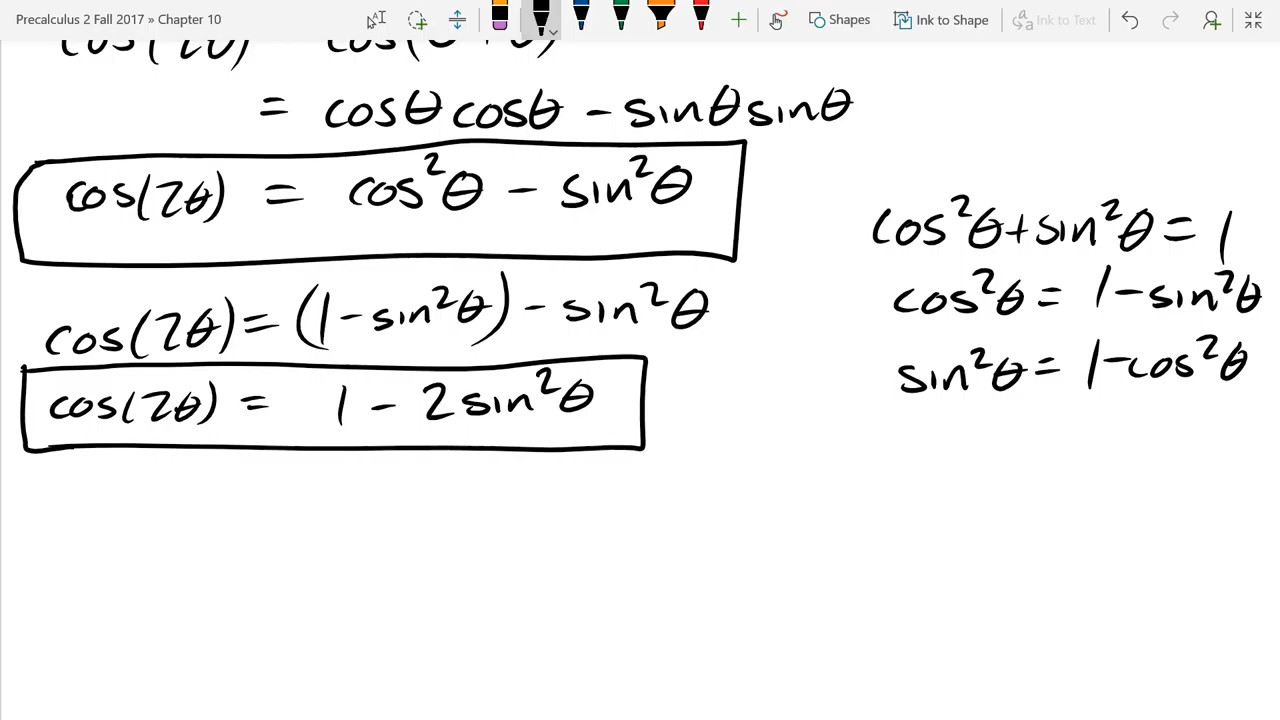 Precalculus 2 Fall 2017 » Chapter 10
Shapes
Ink to Shape
Ink to Text
= cosθcosθ - sinθsinθ
cos(2θ) = cos²θ - sin²θ
cos²θ+sin²θ = 1
cos²θ = 1-sin²θ
cos(2θ) = (1-sin²θ) - sin²θ
sin²θ = 1-cos²θ
cos(2θ) = 1 - 2sin²θ